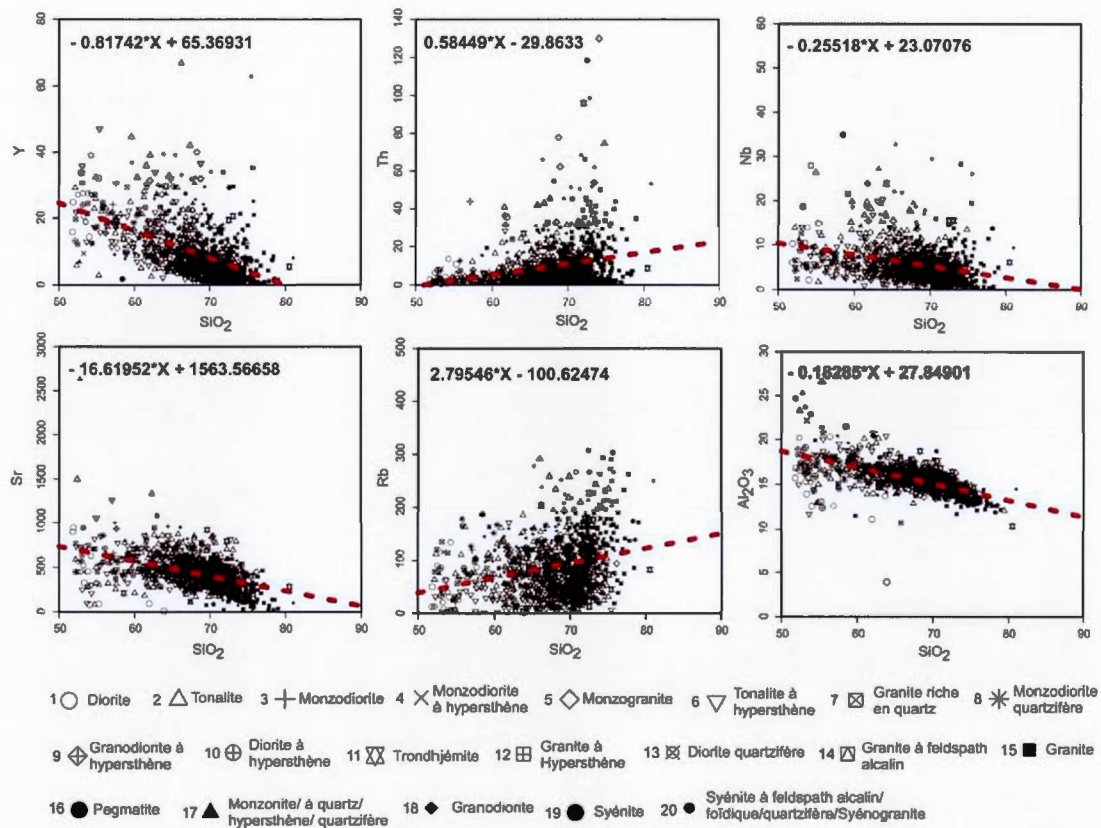 - 0.81742*X + 65.36931
80
60
40
20
0
Y
50 60 70 80 90
SiO2
0.58449*X - 29.8633
140
120
100
80
60
40
20
0
Th
50 60 70 80 90
SiO2
- 0.25518*X + 23.07076
60
50
40
30
20
10
0
Nb
50 60 70 80 90
SiO2
- 16.61952*X + 1563.56658
3000
2500
2000
1500
1000
500
0
Sr
50 60 70 80 90
SiO2
2.79546*X - 100.62474
500
400
300
200
100
0
Rb
50 60 70 80 90
SiO2
- 0.18285*X + 27.84901
30
25
20
15
10
5
0
Al2O3
50 60 70 80 90
SiO2
1 Diorite 2 Tonalite 3 Monzodiorite 4 Monzodiorite à hypersthène 5 Monzogranite 6 Tonalite à hypersthène 7 Granite riche en quartz 8 Monzodiorite quartzifère
9 Granodiorite à hypersthène 10 Diorite à hypersthène 11 Trondhjémite 12 Granite à Hypersthène 13 Diorite quartzifère 14 Granite à feldspath alcalin 15 Granite
16 Pegmatite 17 Monzonite/ à quartz/ hypersthène/ quartzifère 18 Granodionte 19 Syénite 20 Syénite à feldspath alcalin/ foïdique/quartzifère/Syénogranite